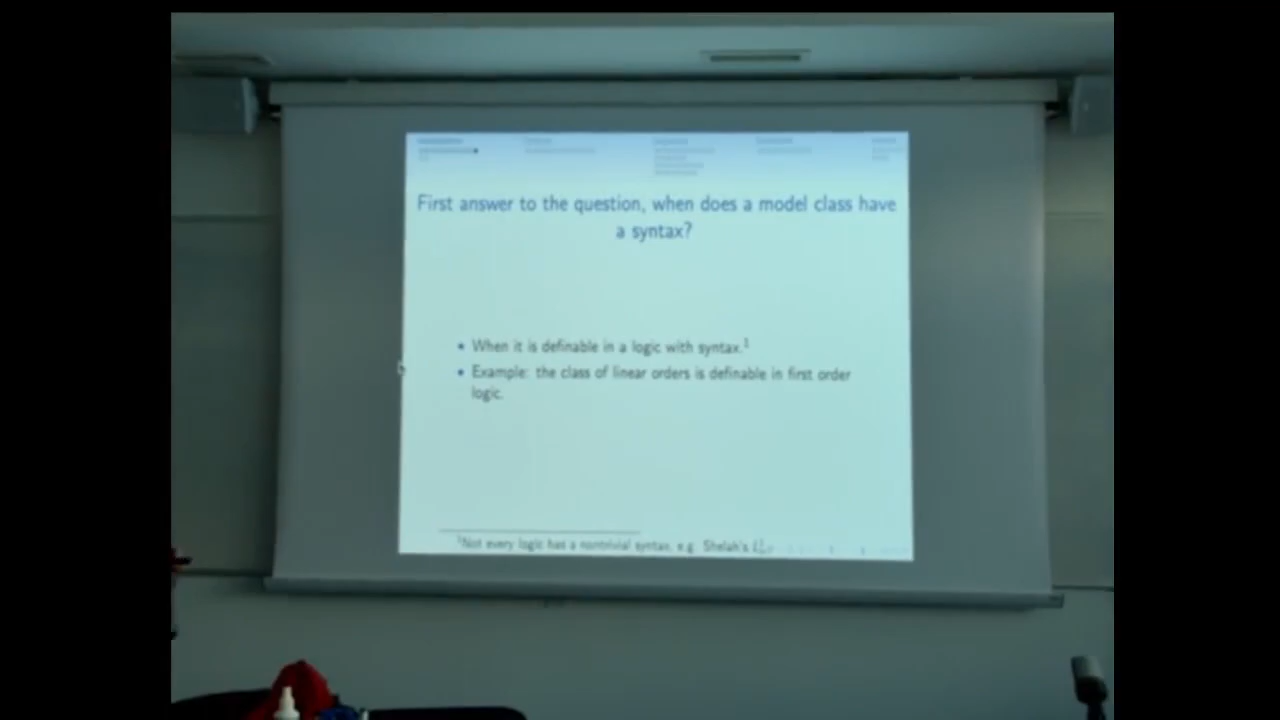 First answer to the question, when does a model class have
a syntax?
• When it is definable in a logic with syntax.¹
• Example: the class of linear orders is definable in first order
logic.
¹Not every logic has a nontrivial syntax, e.g. Shelah's